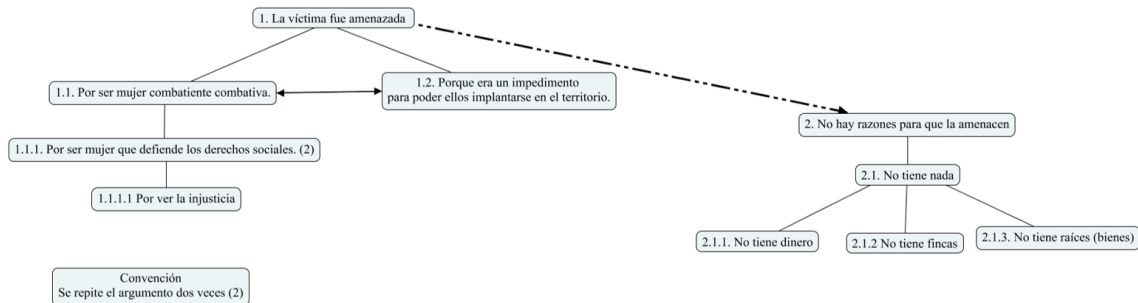 1. La víctima fue amenazada
1.1. Por ser mujer combatiente combativa.
1.2. Porque era un impedimento
para poder ellos implantarse en el territorio.
1.1.1. Por ser mujer que defiende los derechos sociales. (2)
1.1.1.1 Por ver la injusticia
2. No hay razones para que la amenacen
2.1. No tiene nada
2.1.1. No tiene dinero
2.1.2 No tiene fincas
2.1.3. No tiene raíces (bienes)
Convención
Se repite el argumento dos veces (2)